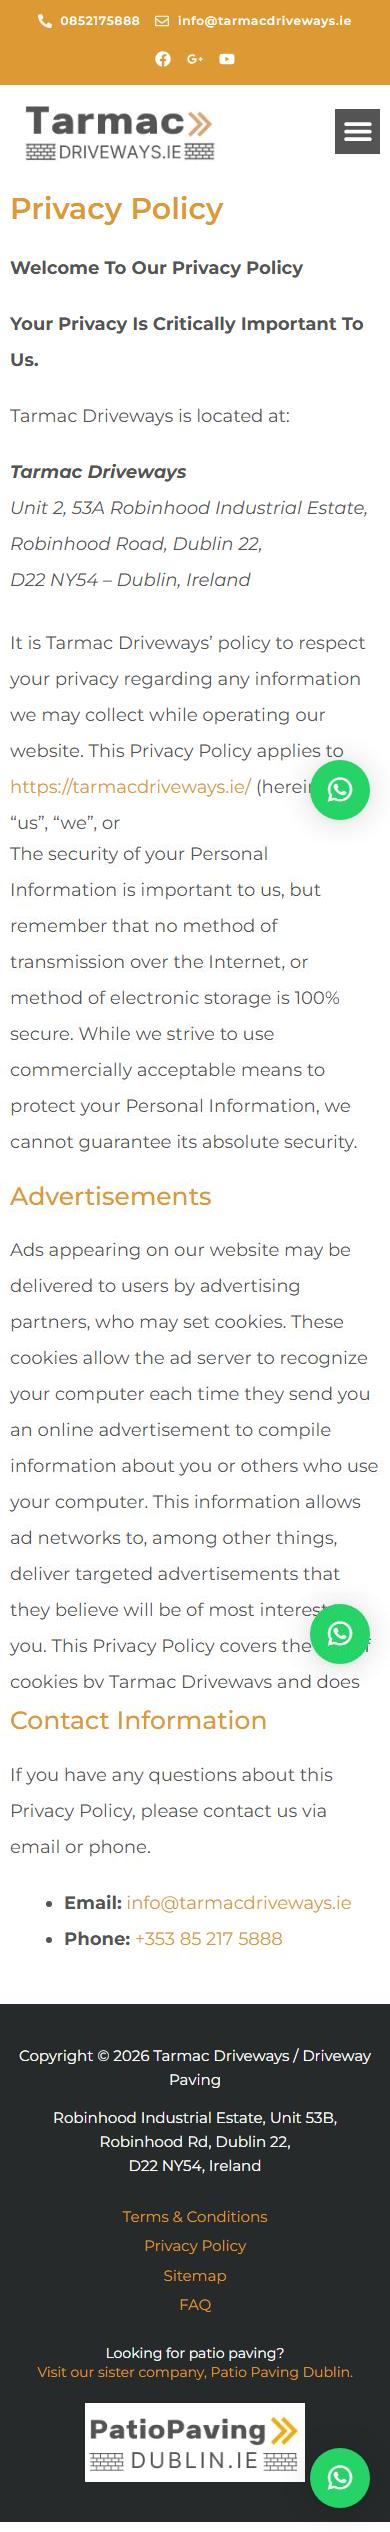 0852175888 info@tarmacdriveways.ie
Tarmac
DRIVEWAYS.IE
Privacy Policy
Welcome To Our Privacy Policy
Your Privacy Is Critically Important To
Us.
Tarmac Driveways is located at:
Tarmac Driveways
Unit 2, 53A Robinhood Industrial Estate,
Robinhood Road, Dublin 22,
D22 NY54 – Dublin, Ireland
It is Tarmac Driveways’ policy to respect
your privacy regarding any information
we may collect while operating our
website. This Privacy Policy applies to
https://tarmacdriveways.ie/
“us”, “we”, or
The security of your Personal
Information is important to us, but
remember that no method of
transmission over the Internet, or
method of electronic storage is 100%
secure. While we strive to use
commercially acceptable means to
protect your Personal Information, we
cannot guarantee its absolute security.
Advertisements
Ads appearing on our website may be
delivered to users by advertising
partners, who may set cookies. These
cookies allow the ad server to recognize
your computer each time they send you
an online advertisement to compile
information about you or others who use
your computer. This information allows
ad networks to, among other things,
deliver targeted advertisements that
they believe will be of most interest
you. This Privacy Policy covers the
cookies by Tarmac Driveways and does
Contact Information
If you have any questions about this
Privacy Policy, please contact us via
email or phone.
• Email: info@tarmacdriveways.ie
• Phone: +353 85 217 5888
Copyright © 2026 Tarmac Driveways / Driveway
Paving
Robinhood Industrial Estate, Unit 53B,
Robinhood Rd, Dublin 22,
D22 NY54, Ireland
Terms & Conditions
Privacy Policy
Sitemap
FAQ
Looking for patio paving?
Visit our sister company, Patio Paving Dublin.
PatioPaving
DUBLIN.IE